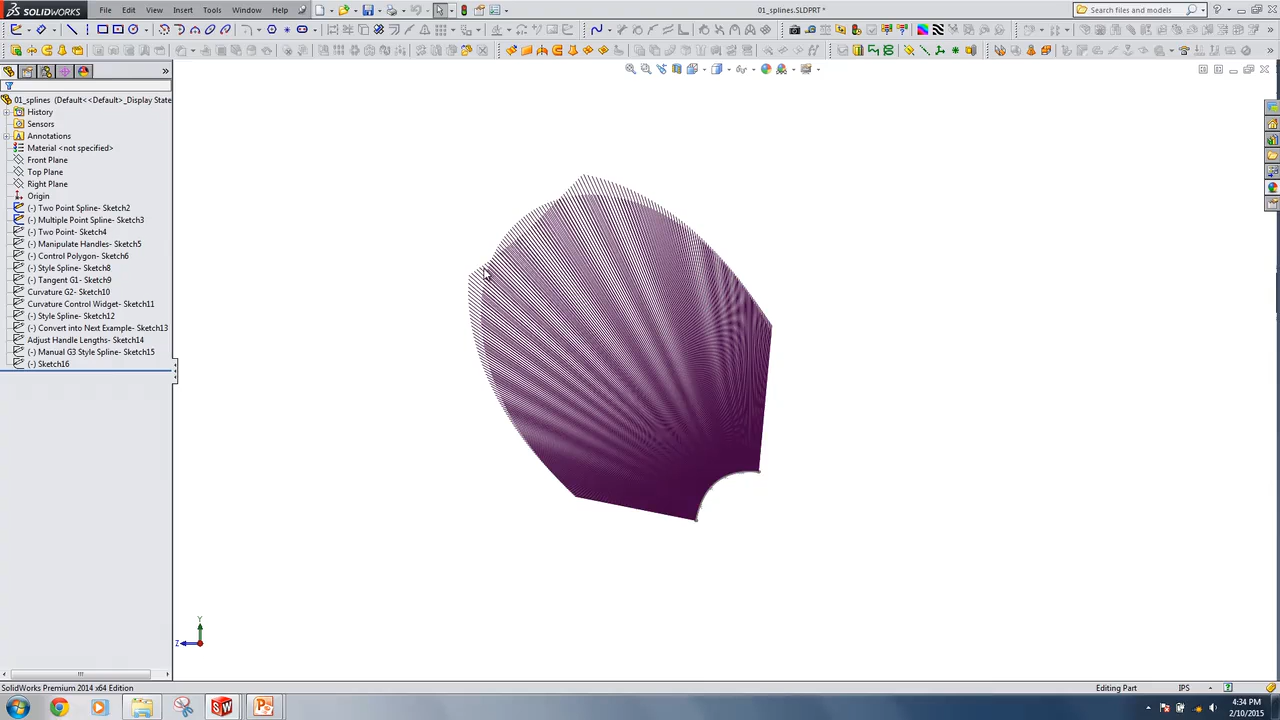 SOLIDWORKS File Edit View Insert Tools Window Help 01_splines.SLDPRT * Search files and models
01_splines (Default<<Default>_Display State
History
Sensors
Annotations
Material <not specified>
Front Plane
Top Plane
Right Plane
Origin
(-) Two Point Spline- Sketch2
(-) Multiple Point Spline- Sketch3
(-) Two Point- Sketch4
(-) Manipulate Handles- Sketch5
(-) Control Polygon- Sketch6
(-) Style Spline- Sketch8
(-) Tangent G1- Sketch9
Curvature G2- Sketch10
Curvature Control Widget- Sketch11
(-) Style Spline- Sketch12
(-) Convert into Next Example- Sketch13
Adjust Handle Lengths- Sketch14
(-) Manual G3 Style Spline- Sketch15
(-) Sketch16
Y
Z
SolidWorks Premium 2014 x64 Edition Editing Part IPS
4:34 PM
2/10/2015